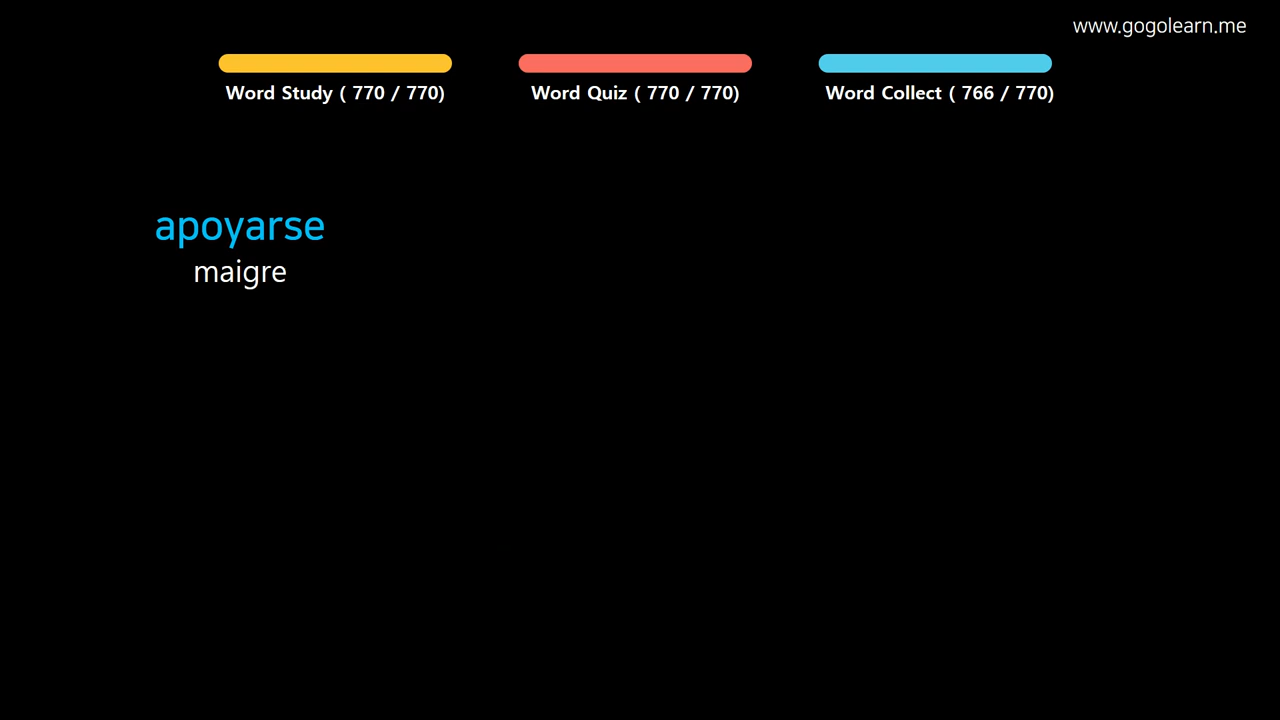 www.gogolearn.me
Word Study ( 770 / 770)
Word Quiz ( 770 / 770)
Word Collect ( 766 / 770)
apoyarse
maigre